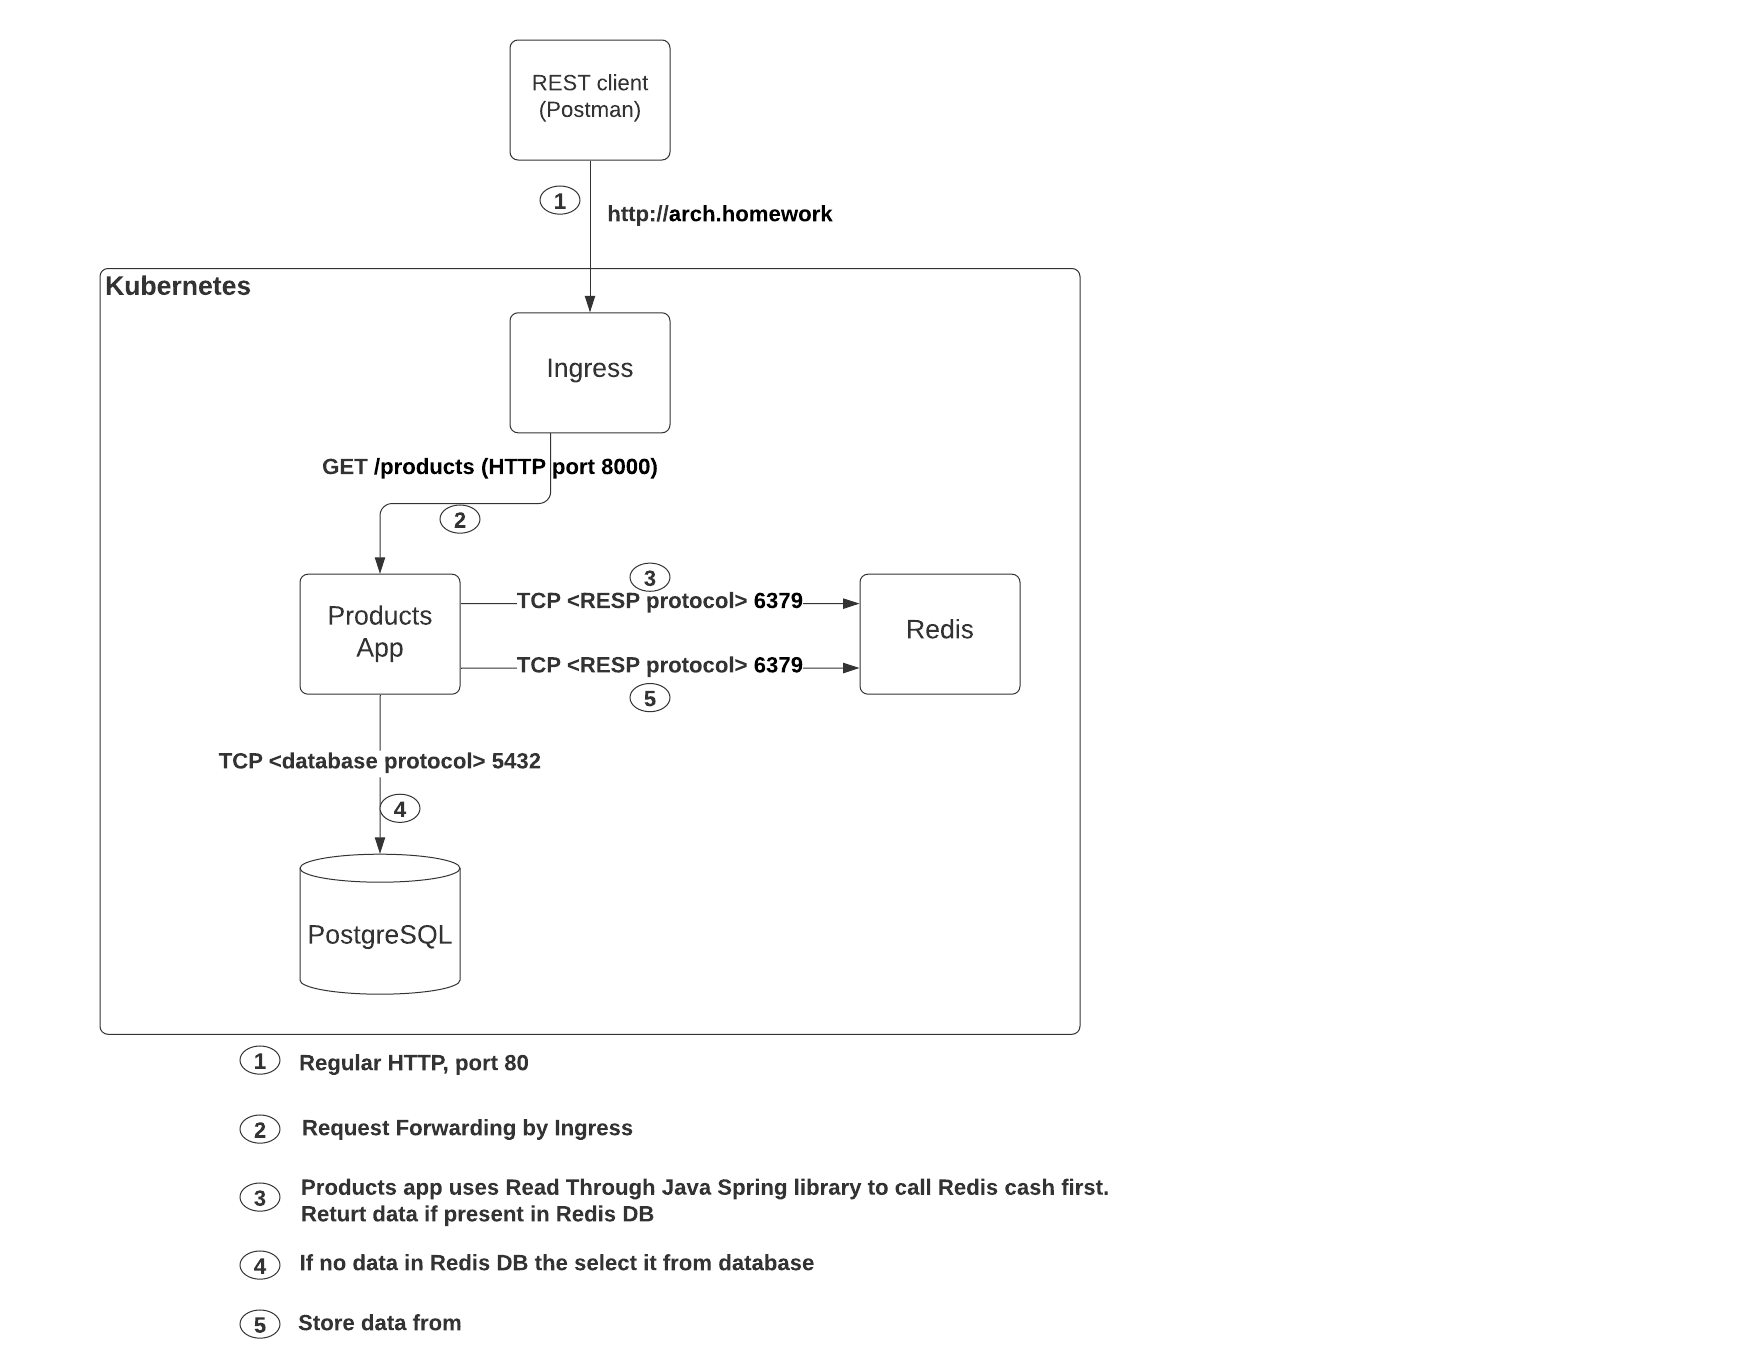 REST client
(Postman)
1
http://arch.homework
Kubernetes
Ingress
GET /products (HTTP port 8000)
2
Products
App
3
TCP <RESP protocol> 6379
TCP <RESP protocol> 6379
5
Redis
TCP <database protocol> 5432
4
PostgreSQL
1 Regular HTTP, port 80
2 Request Forwarding by Ingress
3 Products app uses Read Through Java Spring library to call Redis cash first.
Returt data if present in Redis DB
4 If no data in Redis DB the select it from database
5 Store data from